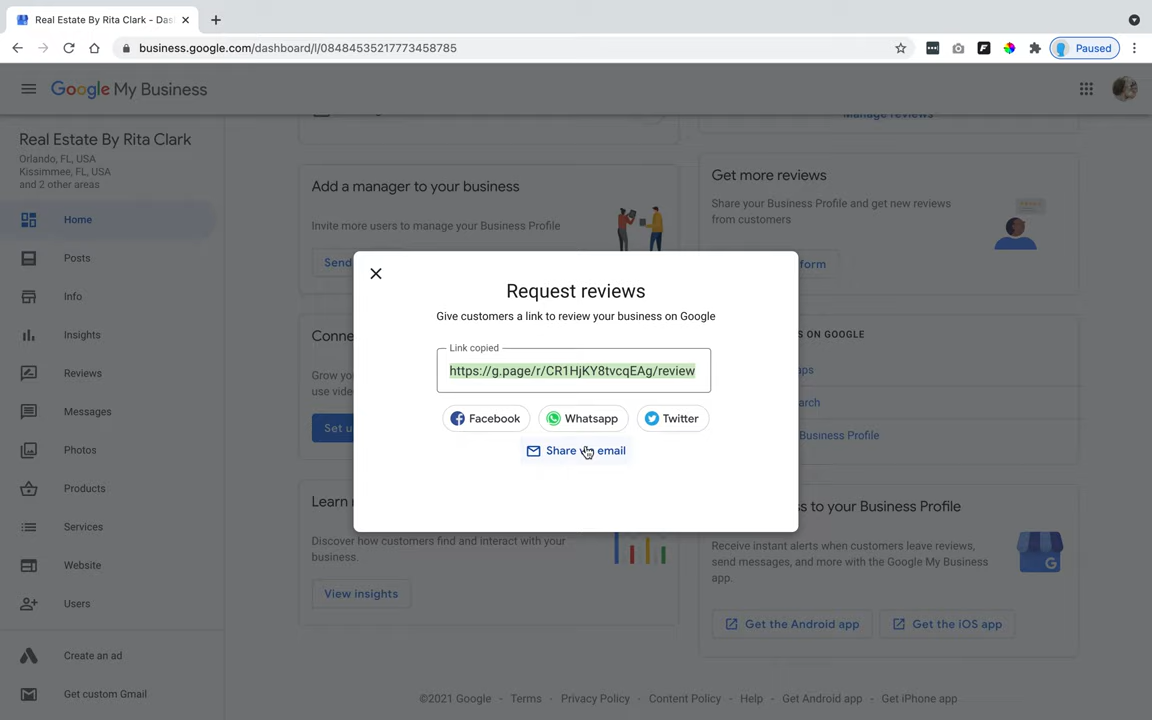 Real Estate By Rita Clark - Das
business.google.com/dashboard/l/08484535217773458785
Paused
Google My Business
Real Estate By Rita Clark
Orlando, FL, USA
Kissimmee, FL, USA
and 2 other areas
Home
Posts
Info
Insights
Reviews
Messages
Photos
Products
Services
Website
Users
Create an ad
Get custom Gmail
Manage reviews
Add a manager to your business
Invite more users to manage your Business Profile
Send
Get more reviews
Share your Business Profile and get new reviews
from customers
form
Request reviews
Give customers a link to review your business on Google
Link copied
https://g.page/r/CR1HjKY8tvcqEAg/review
Facebook
Whatsapp
Twitter
Share email
S ON GOOGLE
Business Profile
Grow you
use video
Set u
Learn
Discover how customers find and interact with your
business.
View insights
s to your Business Profile
Receive instant alerts when customers leave reviews,
send messages, and more with the Google My Business
app.
Get the Android app
Get the iOS app
©2021 Google - Terms - Privacy Policy - Content Policy - Help - Get Android app - Get iPhone app